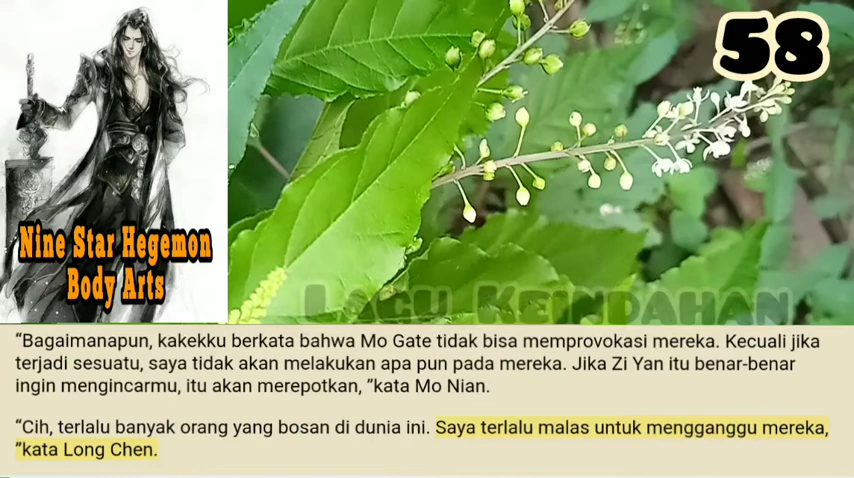 58
Nine Star Hegemon
Body Arts
Lagu Keindahan
“Bagaimanapun, kakekku berkata bahwa Mo Gate tidak bisa memprovokasi mereka. Kecuali jika
terjadi sesuatu, saya tidak akan melakukan apa pun pada mereka. Jika Zi Yan itu benar-benar
ingin mengincarmu, itu akan merepotkan, ”kata Mo Nian.
“Cih, terlalu banyak orang yang bosan di dunia ini. Saya terlalu malas untuk mengganggu mereka,
”kata Long Chen.